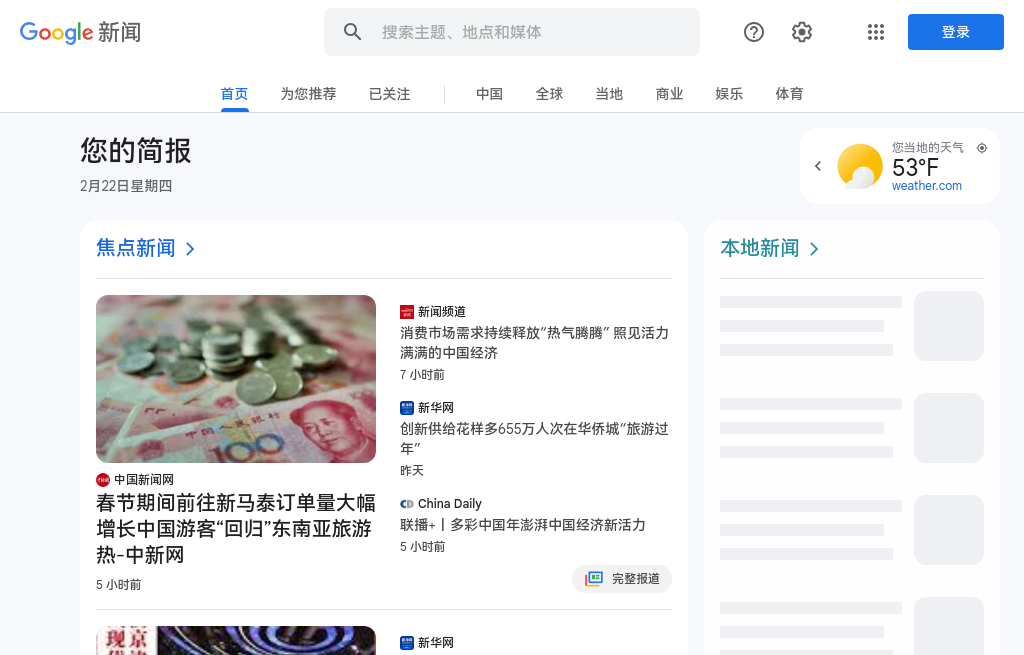 Google 新闻
搜索主题、地点和媒体
登录
首页
为您推荐
已关注
中国
全球
当地
商业
娱乐
体育
您的简报
2月22日星期四
您当地的天气
53°F
weather.com
焦点新闻
中国新闻网
春节期间前往新马泰订单量大幅
增长中国游客“回归”东南亚旅游
热-中新网
5 小时前
新闻频道
消费市场需求持续释放“热气腾腾” 照见活力
满满的中国经济
7 小时前
新华网
创新供给花样多655万人次在华侨城“旅游过
年”
昨天
China Daily
联播+丨多彩中国年澎湃中国经济新活力
5 小时前
完整报道
新华网
本地新闻